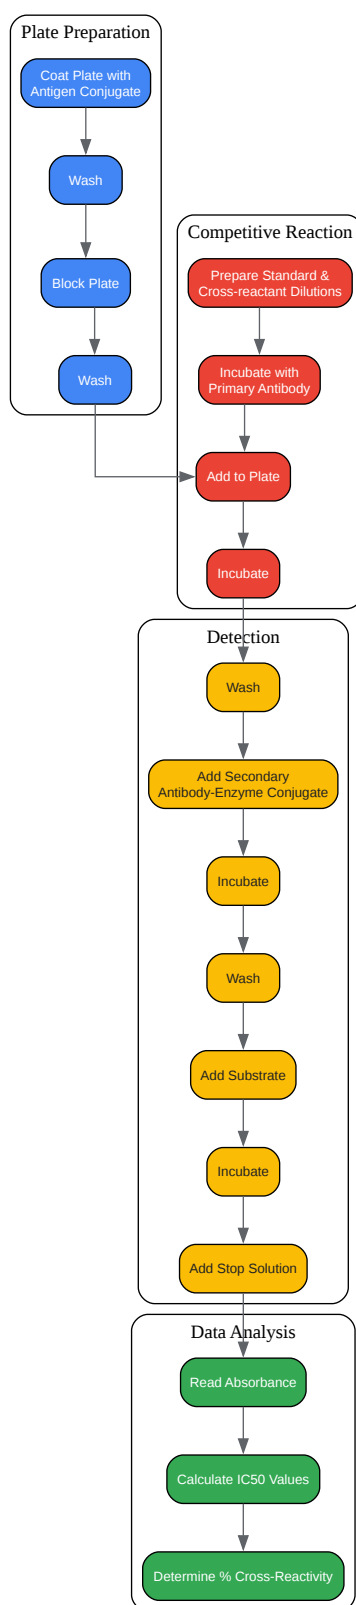 Plate Preparation
Coat Plate with
Antigen Conjugate
Wash
Block Plate
Wash
Competitive Reaction
Prepare Standard &
Cross-reactant Dilutions
Incubate with
Primary Antibody
Add to Plate
Incubate
Detection
Wash
Add Secondary
Antibody-Enzyme Conjugate
Incubate
Wash
Add Substrate
Incubate
Add Stop Solution
Data Analysis
Read Absorbance
Calculate IC50 Values
Determine % Cross-Reactivity